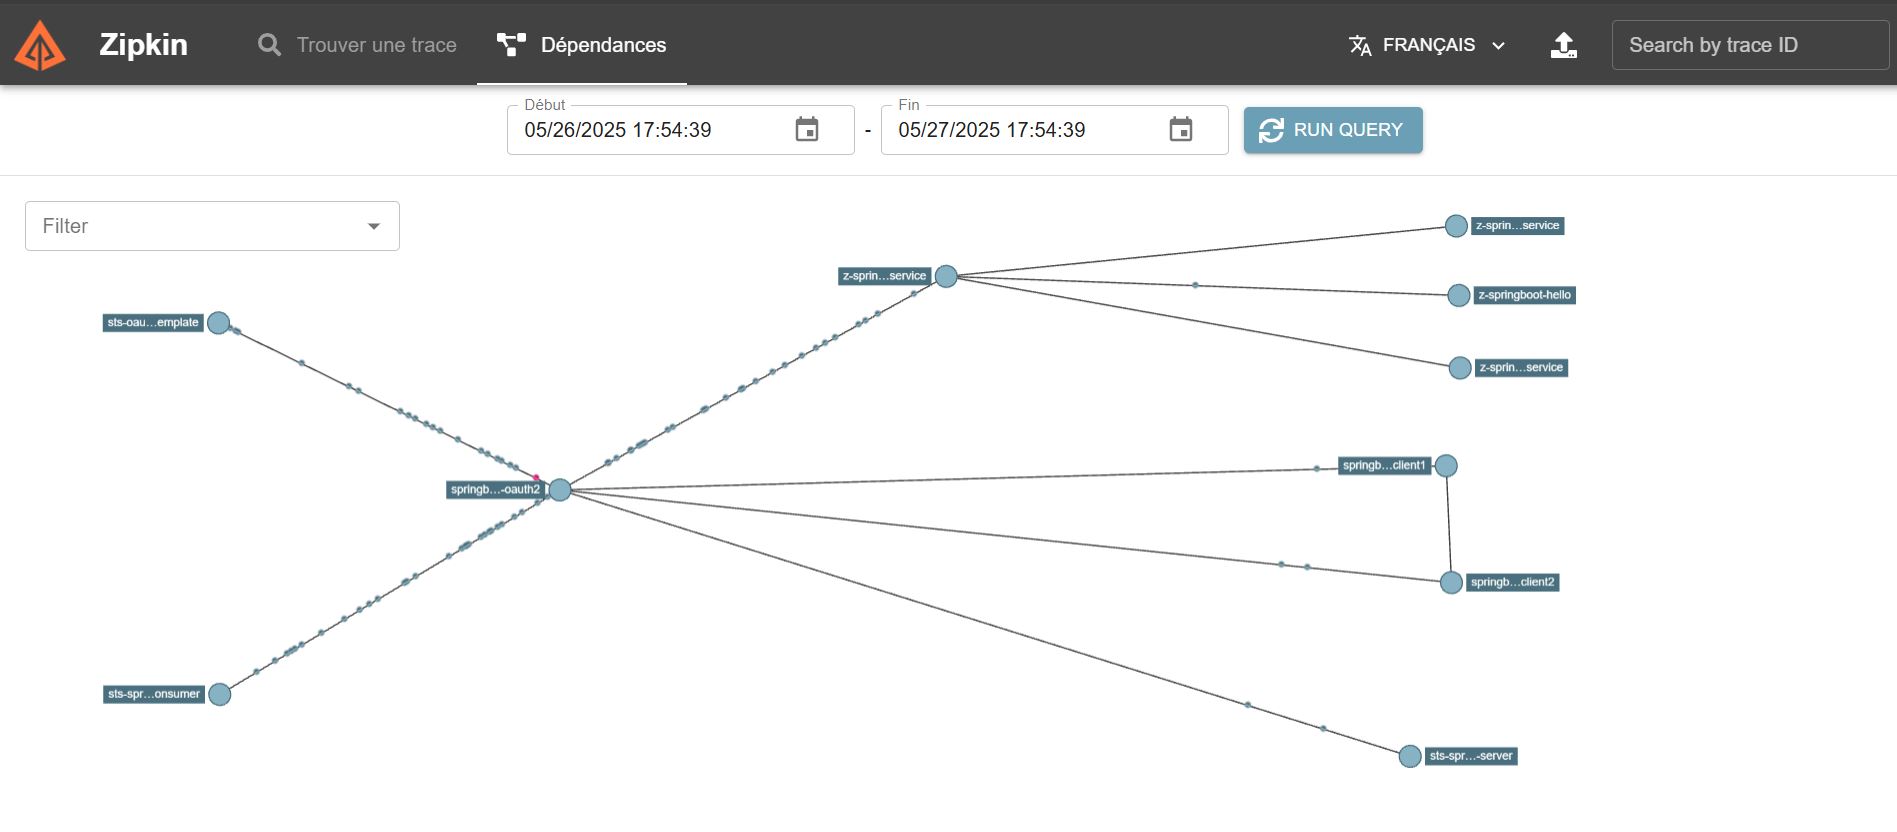 Zipkin
Trouver une trace
Dépendances
FRANÇAIS
Search by trace ID
Début
05/26/2025 17:54:39
-
Fin
05/27/2025 17:54:39
RUN QUERY
Filter
z-sprin...service
z-sprin...service
z-springboot-hello
sts-oau...emplate
z-sprin...service
springb...client1
springb...-oauth2
springb...client2
sts-spr...onsumer
sts-spr...-server